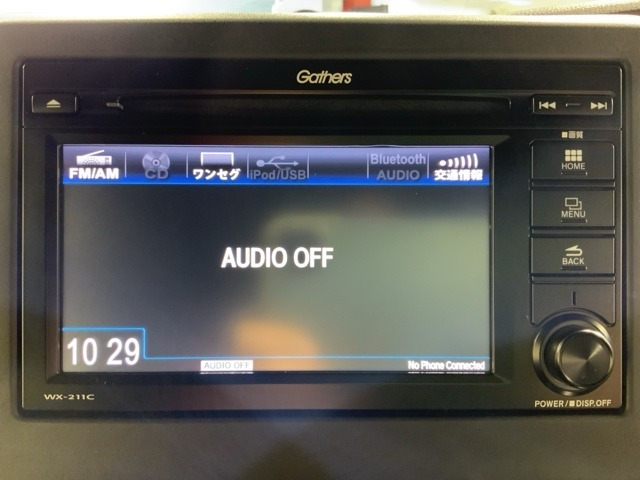 Gathers
■画質
FM/AM CD ワンセグ iPod/USB Bluetooth AUDIO 交通情報
HOME
MENU
AUDIO OFF
BACK
10 29
AUDIO OFF No Phone Connected
WX-211C
POWER/■DISP.OFF